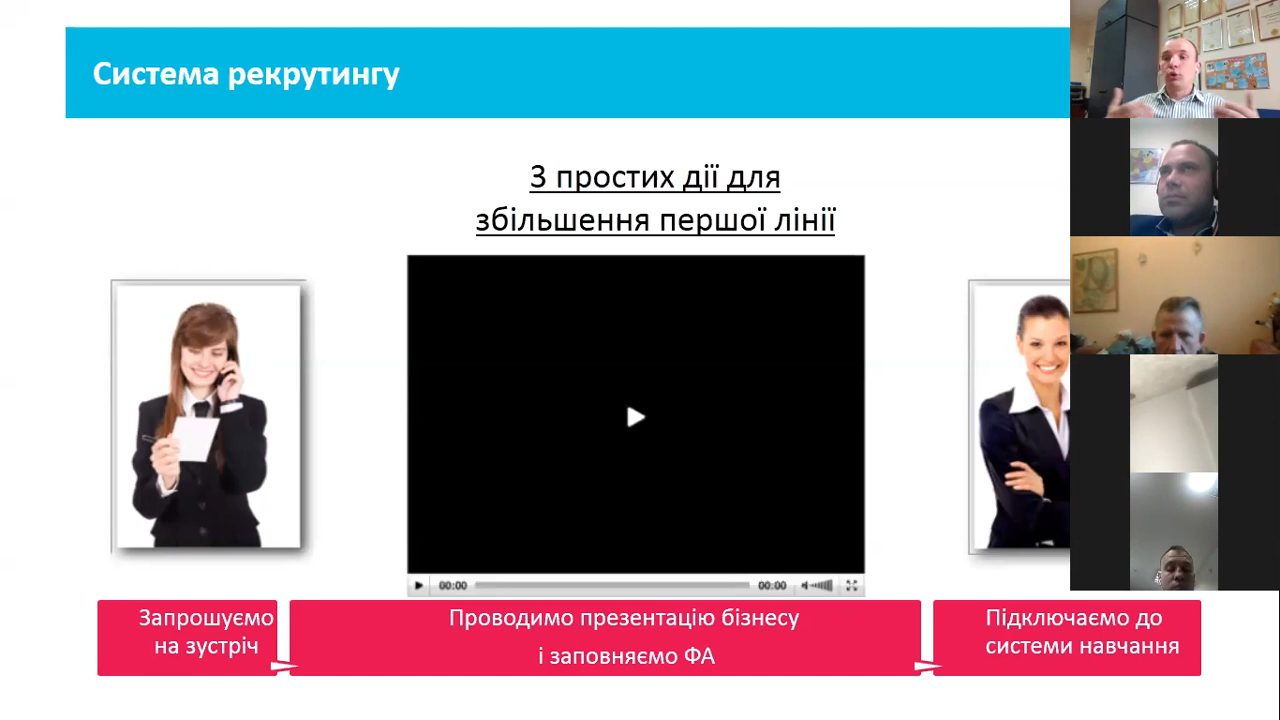 Система рекрутингу
3 простих дії для
збільшення першої лінії
00:00
00:00
Запрошуємо
на зустріч
Проводимо презентацію бізнесу
і заповняємо ФА
Підключаємо до
системи навчання